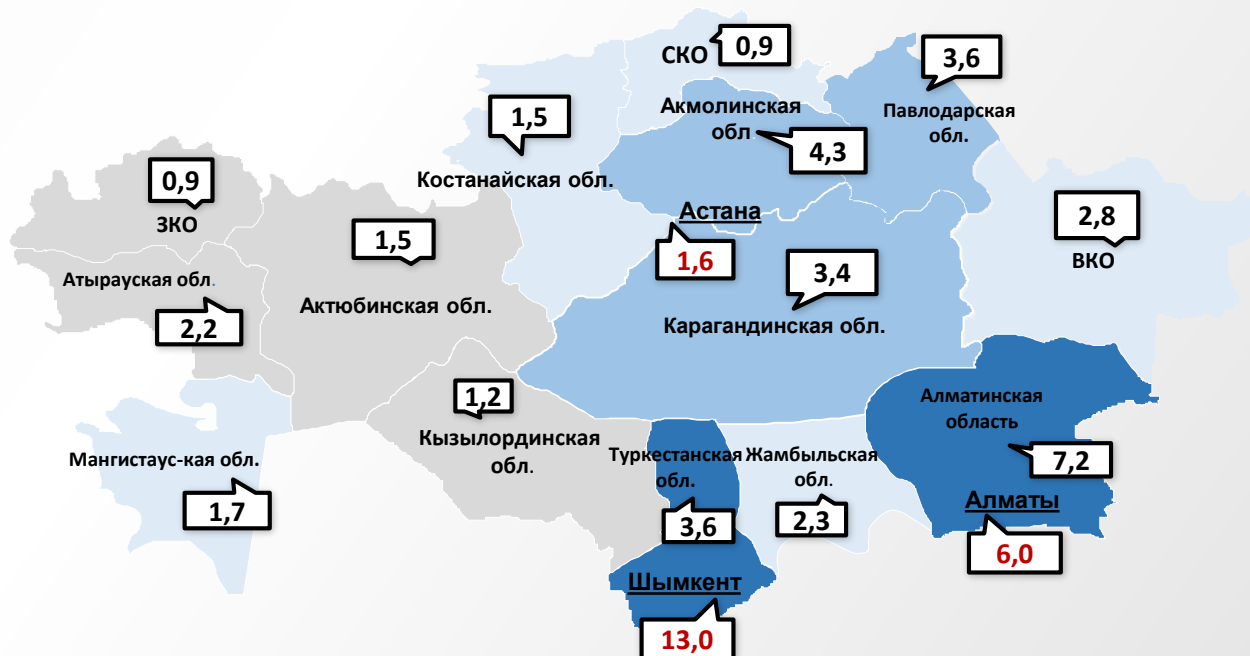 СКО
0,9
3,6
Павлодарская
обл.
Акмолинская
обл
4,3
1,5
Костанайская обл.
0,9
ЗКО
Астана
1,6
2,8
ВКО
1,5
Актюбинская обл.
Атырауская обл.
2,2
3,4
Карагандинская обл.
1,2
Кызылординская
обл.
Алматинская
область
7,2
Мангистаус-кая обл.
1,7
Туркестанская
обл.
3,6
Жамбыльская
обл.
2,3
Алматы
6,0
Шымкент
13,0